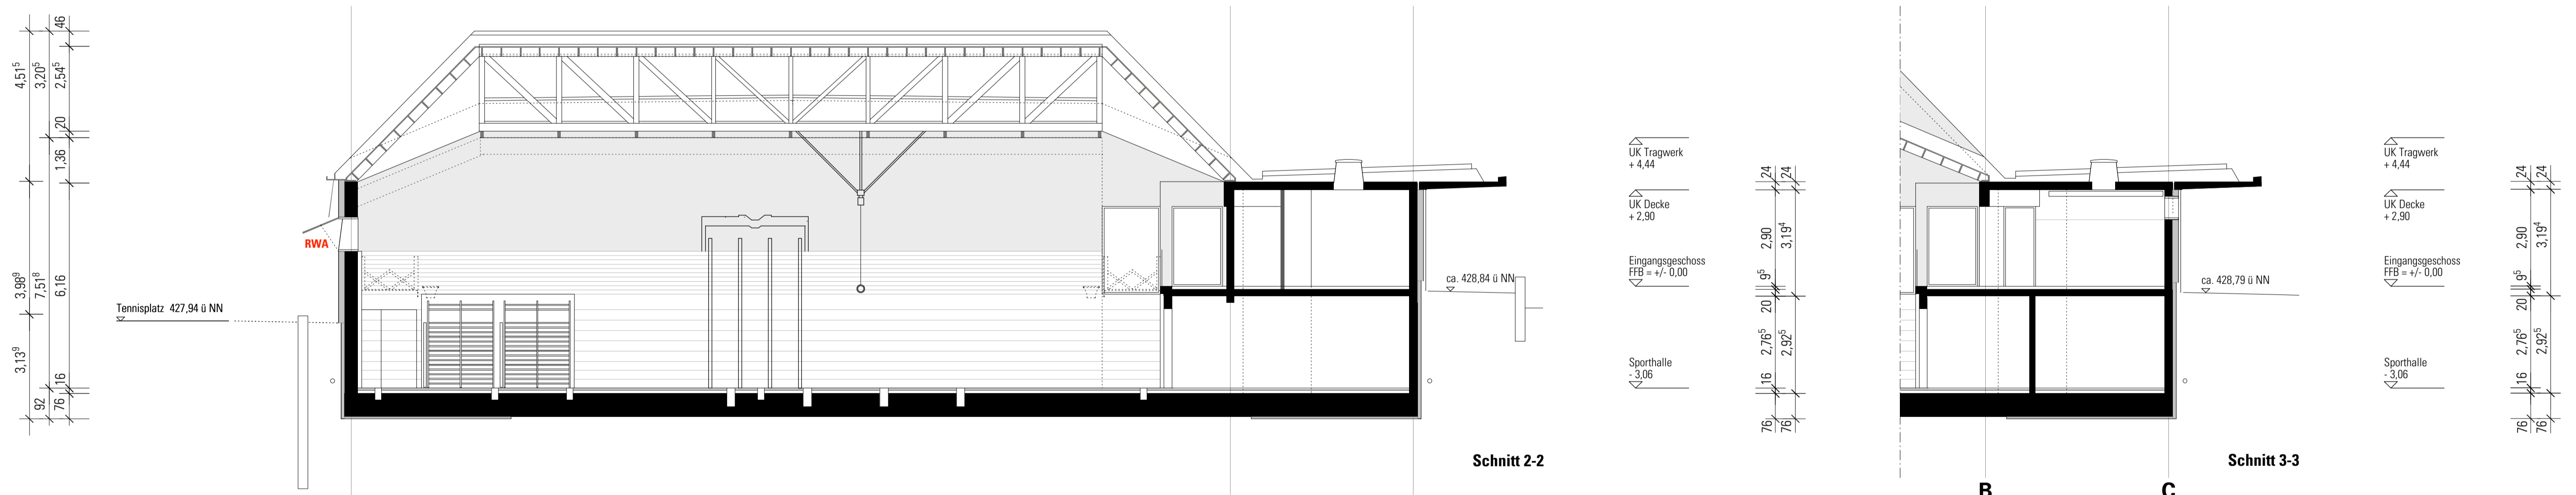 4,51⁵
3,98⁹
3,13⁹
3,20⁵
7,51⁸
92
46
2,54⁵
20
1,36
6,16
16
76
RWA
Tennisplatz 427,94 ü NN
ca. 428,84 ü NN
Schnitt 2-2
UK Tragwerk
+ 4,44
UK Decke
+ 2,90
Eingangsgeschoss
FFB = +/- 0,00
Sporthalle
- 3,06
24
24
2,90
3,19⁴
9⁵
20
2,76⁵
2,92⁵
16
76
76
ca. 428,79 ü NN
Schnitt 3-3
B
C
UK Tragwerk
+ 4,44
UK Decke
+ 2,90
Eingangsgeschoss
FFB = +/- 0,00
Sporthalle
- 3,06
24
24
2,90
3,19⁴
9⁵
20
2,76⁵
2,92⁵
16
76
76